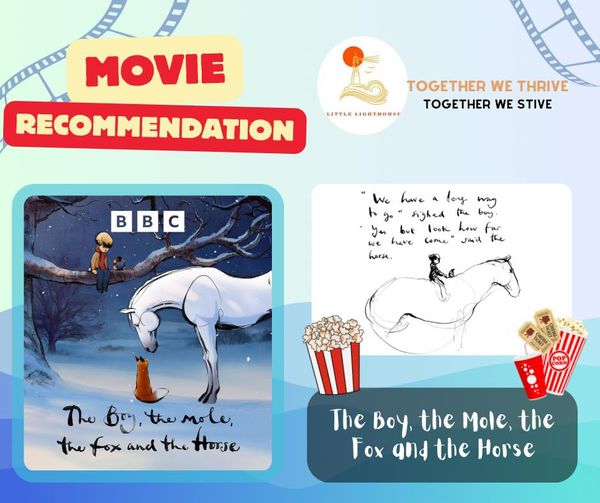 MOVIE
RECOMMENDATION
LITTLE LIGHTHOUSE
TOGETHER WE THRIVE
TOGETHER WE STIVE
BBC
The Boy, the mole,
the fox and the Horse
"We have a long way
to go" sighed the boy.
"Yes but look how far
we have come" said the
horse.
POP
CORN
The Boy, the Mole, the
Fox and the Horse